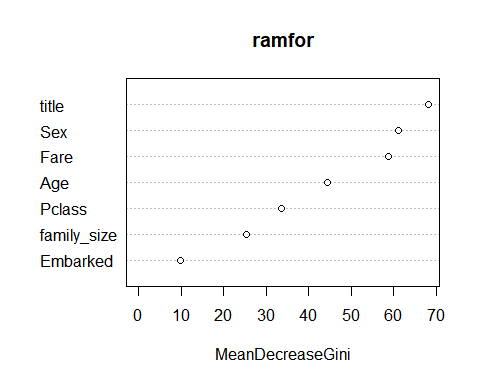 ramfor
title
Sex
Fare
Age
Pclass
family_size
Embarked
0 10 20 30 40 50 60 70
MeanDecreaseGini